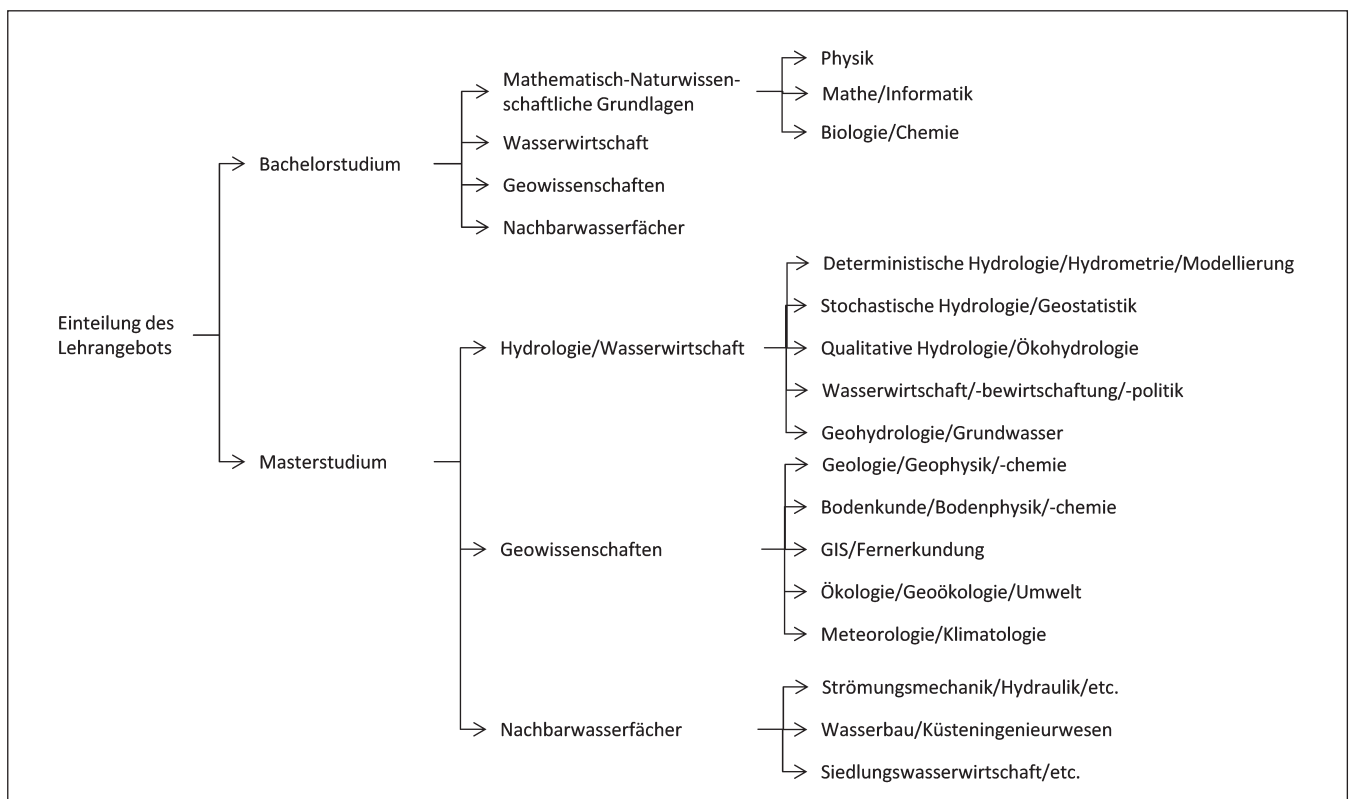 Einteilung des
Lehrangebots
Bachelorstudium
Mathematisch-Naturwissen-
schaftliche Grundlagen
Physik
Mathe/Informatik
Biologie/Chemie
Wasserwirtschaft
Geowissenschaften
Nachbarwasserfächer
Masterstudium
Hydrologie/Wasserwirtschaft
Deterministische Hydrologie/Hydrometrie/Modellierung
Stochastische Hydrologie/Geostatistik
Qualitative Hydrologie/Ökohydrologie
Wasserwirtschaft/-bewirtschaftung/-politik
Geohydrologie/Grundwasser
Geowissenschaften
Geologie/Geophysik/-chemie
Bodenkunde/Bodenphysik/-chemie
GIS/Fernerkundung
Ökologie/Geoökologie/Umwelt
Meteorologie/Klimatologie
Nachbarwasserfächer
Strömungsmechanik/Hydraulik/etc.
Wasserbau/Küsteningenieurwesen
Siedlungswasserwirtschaft/etc.